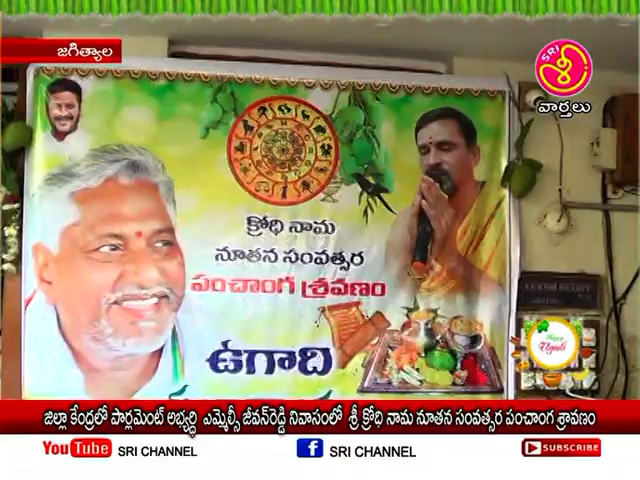 జగిత్యాల
SRI
శ్రీ
వార్తలు
క్రోధి నామ
నూతన సంవత్సర
పంచాంగ శ్రవణం
ఉగాది
Happy
Ugadi
జిల్లా కేంద్రంలో పార్లమెంట్ అభ్యర్ధి ఎమ్మెల్సీ జీవన్‌రెడ్డి నివాసంలో శ్రీ క్రోధి నామ నూతన సంవత్సర పంచాంగ శ్రావణం
YouTube SRI CHANNEL
f SRI CHANNEL
SUBSCRIBE